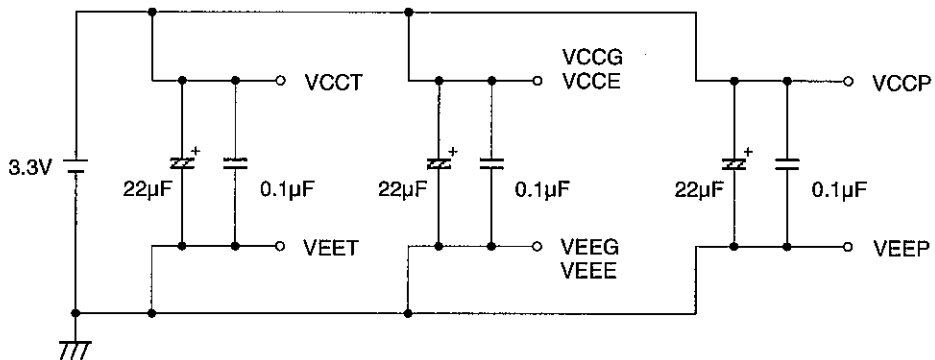 VCCT
VCCG
VCCE
VCCP
3.3V
+
22μF
0.1μF
+
22μF
0.1μF
+
22μF
0.1μF
VEET
VEEG
VEEE
VEEP